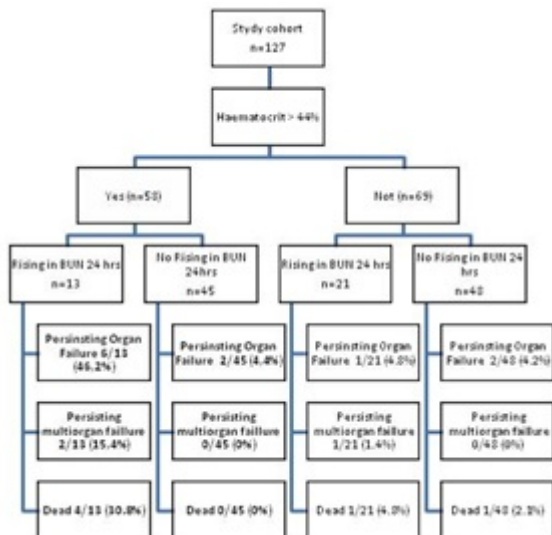 Stydy cohort
n=127
Haematocrit > 44%
Yes (n=58)
Not (n=69)
Rising in BUN 24 hrs
n=13
No Rising in BUN
24hrs
n=45
Rising in BUN 24 hrs
n=21
No Rising in BUN 24
hrs
n=48
Persinsting Organ
Failure 6/13
(46.2%)
Persinsting Organ
Failure 2/45 (4.4%)
Persinsting Organ
Failure 1/21 (4.8%)
Persinsting Organ
Failure 2/48 (4.2%)
Persisting
multiorgan faillure
2/13 (15.4%)
Persisting
multiorgan failure
0/45 (0%)
Persisting
multiorgan failure
1/21 (1.4%)
Persisting
multiorgan failure
0/48 (0%)
Dead 4/13 (30.8%)
Dead 0/45 (0%)
Dead 1/21 (4.8%)
Dead 1/48 (2.1%)